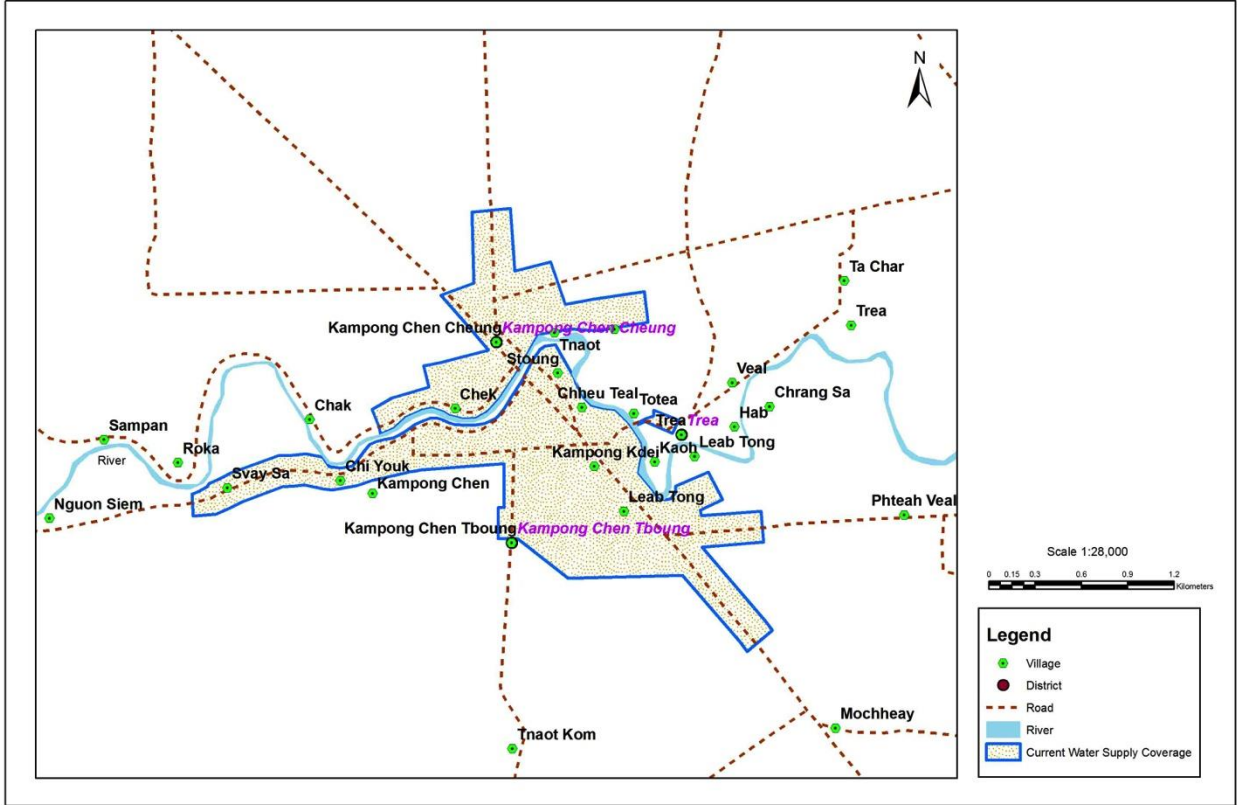 N
Ta Char
Trea
Kampong Chen Cheung
Kampong Chen Cheung
Tnaot
Stoung
Veal
Chrang Sa
Chek
Chheu Teal
Totea
Chak
Trea
Trea
Hab
Sampan
River
Rpka
Leab Tong
Kaoh
Kampong Kdei
Chi Youk
Svay Sa
Kampong Chen
Nguon Siem
Leab Tong
Phteah Veal
Kampong Chen Tboung
Kampong Chen Tboung
Mochheay
Tnaot Kom
Scale 1:28,000
0 0.15 0.3 0.6 0.9 1.2
Kilometers
Legend
Village
District
Road
River
Current Water Supply Coverage